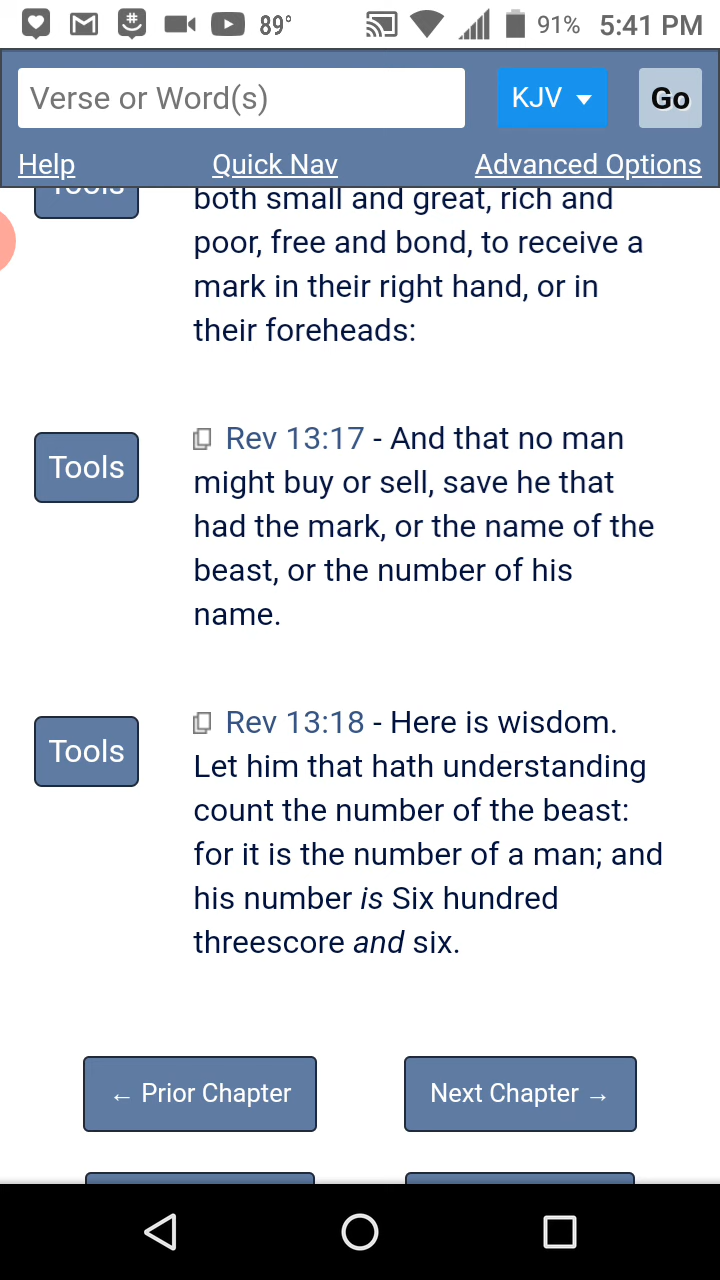 89°
91%
5:41 PM
Verse or Word(s)
KJV
Go
Help
Quick Nav
Advanced Options
Tools
both small and great, rich and
poor, free and bond, to receive a
mark in their right hand, or in
their foreheads:
Tools
Rev 13:17 - And that no man
might buy or sell, save he that
had the mark, or the name of the
beast, or the number of his
name.
Tools
Rev 13:18 - Here is wisdom.
Let him that hath understanding
count the number of the beast:
for it is the number of a man; and
his number is Six hundred
threescore and six.
← Prior Chapter
Next Chapter →